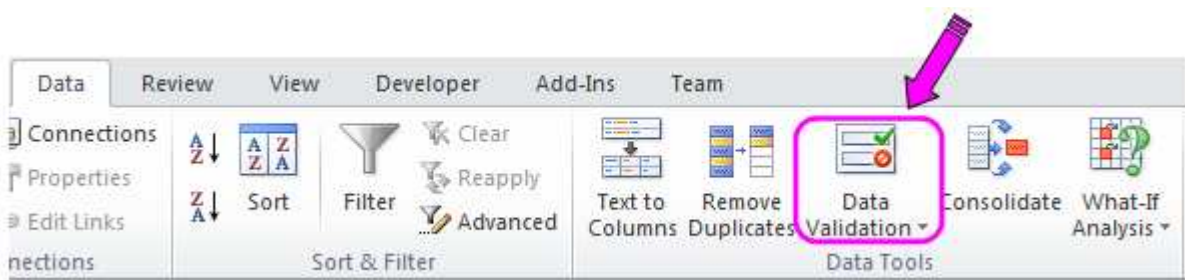 Data Review View Developer Add-Ins Team
Connections
Properties
Edit Links
nections
A
Z
Z
A
A Z
Z A
Sort
Filter
Clear
Reapply
Advanced
Sort & Filter
Text to
Columns
Remove
Duplicates
Data
Validation
onsolidate
What-If
Analysis
Data Tools